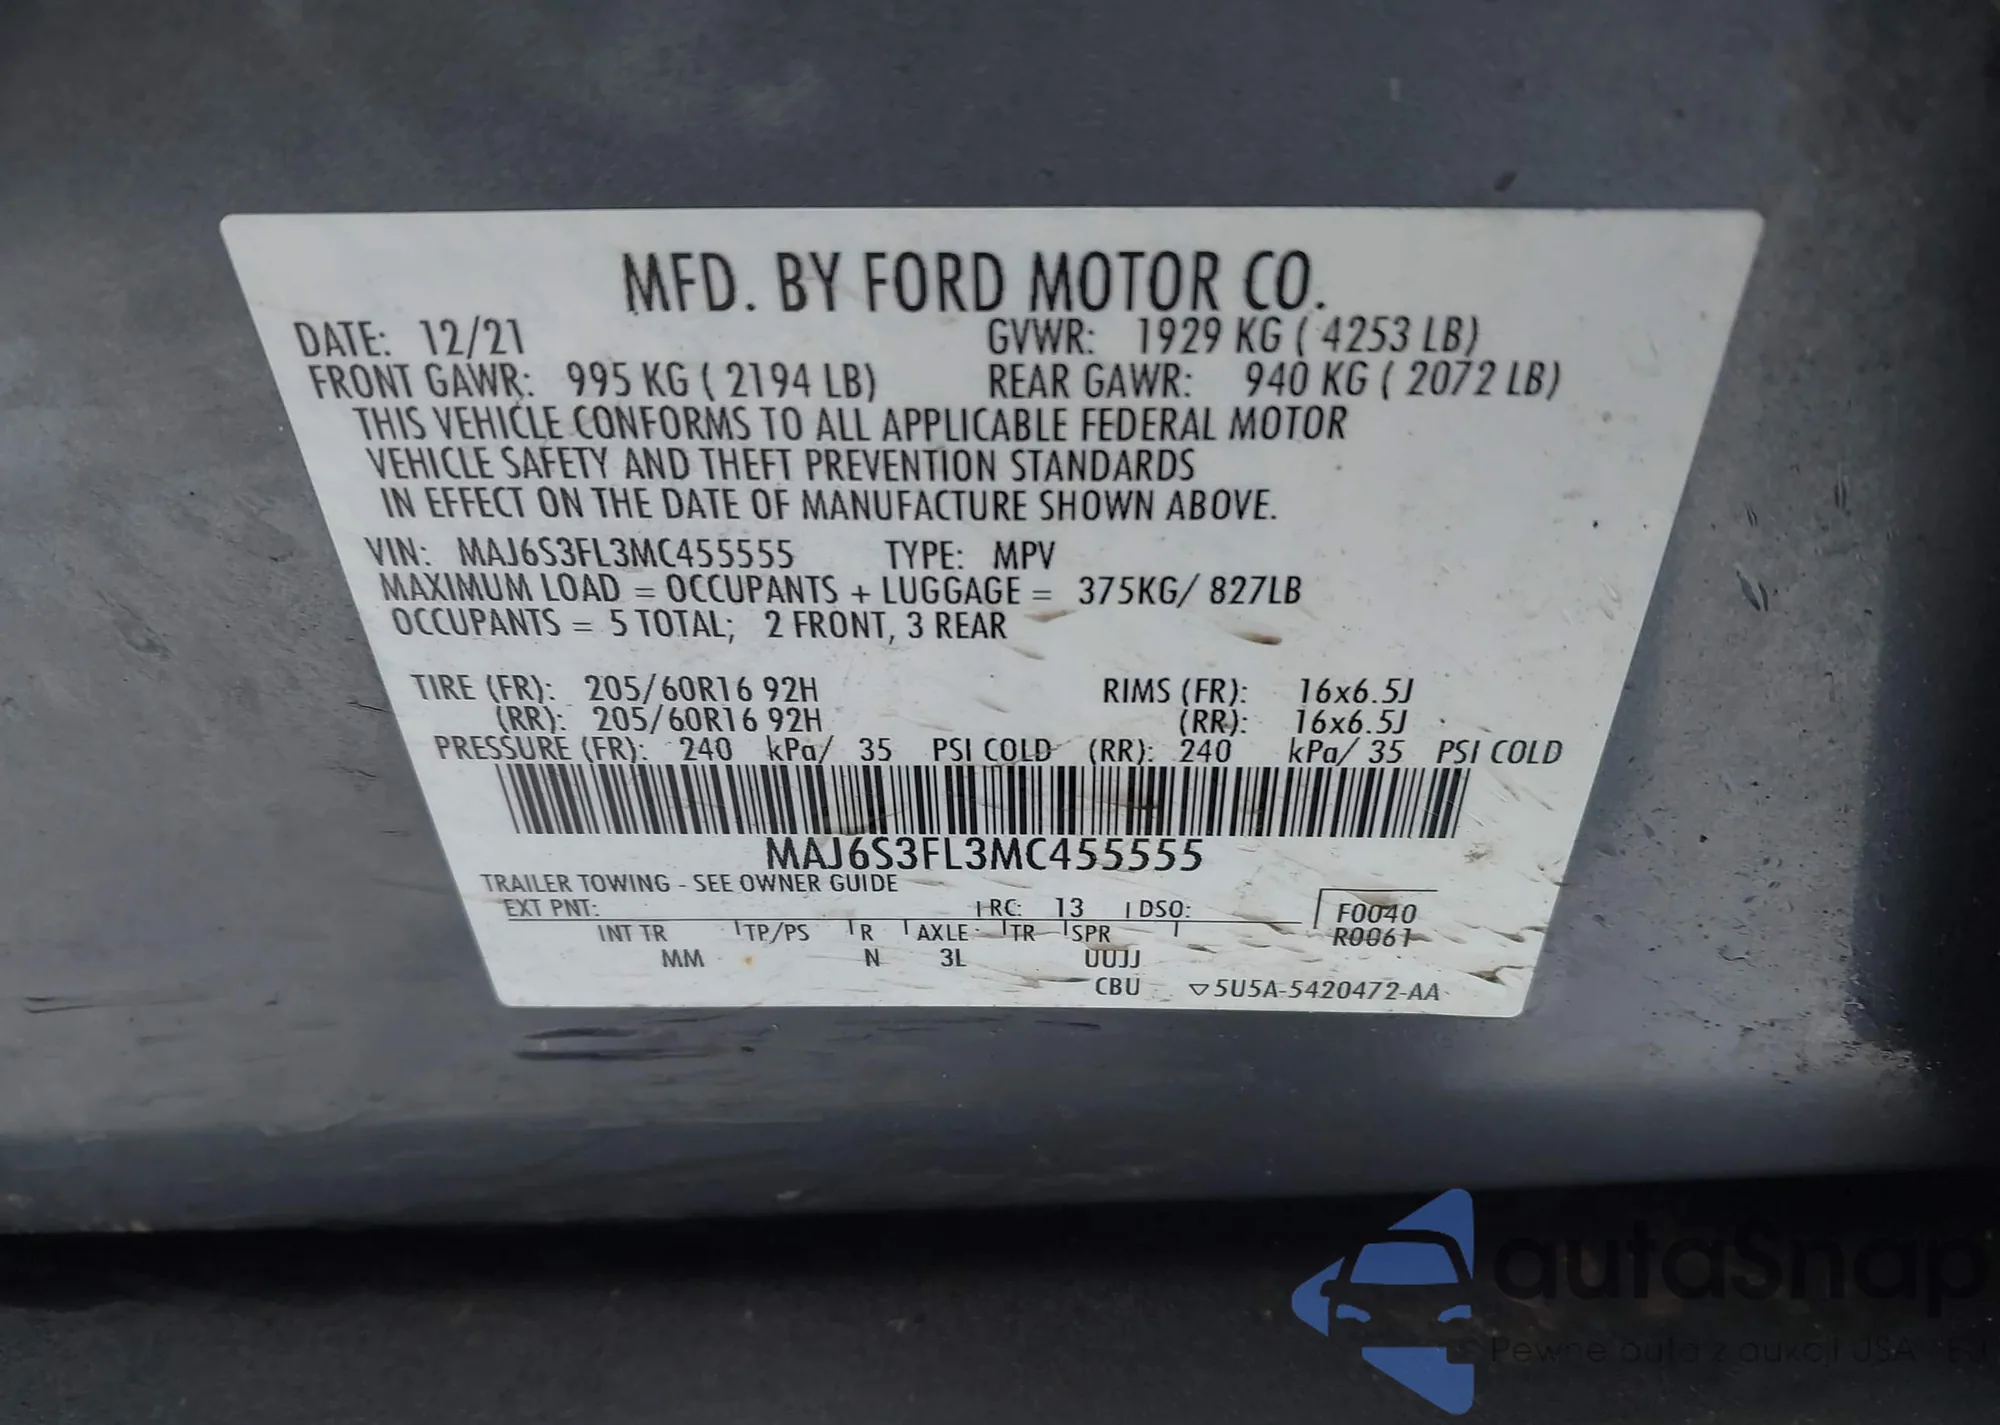 MFD. BY FORD MOTOR CO.
DATE: 12/21 GVWR: 1929 KG ( 4253 LB)
FRONT GAWR: 995 KG ( 2194 LB) REAR GAWR: 940 KG ( 2072 LB)
THIS VEHICLE CONFORMS TO ALL APPLICABLE FEDERAL MOTOR
VEHICLE SAFETY AND THEFT PREVENTION STANDARDS
IN EFFECT ON THE DATE OF MANUFACTURE SHOWN ABOVE.
VIN: MAJ6S3FL3MC455555 TYPE: MPV
MAXIMUM LOAD = OCCUPANTS + LUGGAGE = 375KG/ 827LB
OCCUPANTS = 5 TOTAL; 2 FRONT, 3 REAR
TIRE (FR): 205/60R16 92H RIMS (FR): 16x6.5J
(RR): 205/60R16 92H (RR): 16x6.5J
PRESSURE (FR): 240 kPa/ 35 PSI COLD (RR): 240 kPa/ 35 PSI COLD
MAJ6S3FL3MC455555
TRAILER TOWING - SEE OWNER GUIDE
EXT PNT: RC: 13 DSO: F0040
INT TR TP/PS R AXLE TR SPR R0061
MM N 3L UUJJ
CBU ▽5U5A-5420472-AA
autaSnap
Pewne auta z aukcji USA - EU